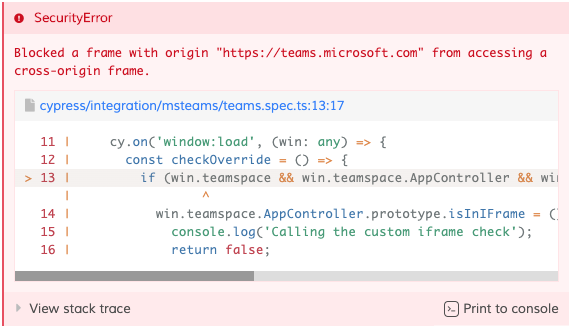 SecurityError
Blocked a frame with origin "https://teams.microsoft.com" from accessing a
cross-origin frame.
cypress/integration/msteams/teams.spec.ts:13:17
11 | cy.on('window:load', (win: any) => {
12 | const checkOverride = () => {
> 13 | if (win.teamspace && win.teamspace.AppController && win
| ^
14 | win.teamspace.AppController.prototype.isInIFrame = ()
15 | console.log('Calling the custom iframe check');
16 | return false;
View stack trace
Print to console